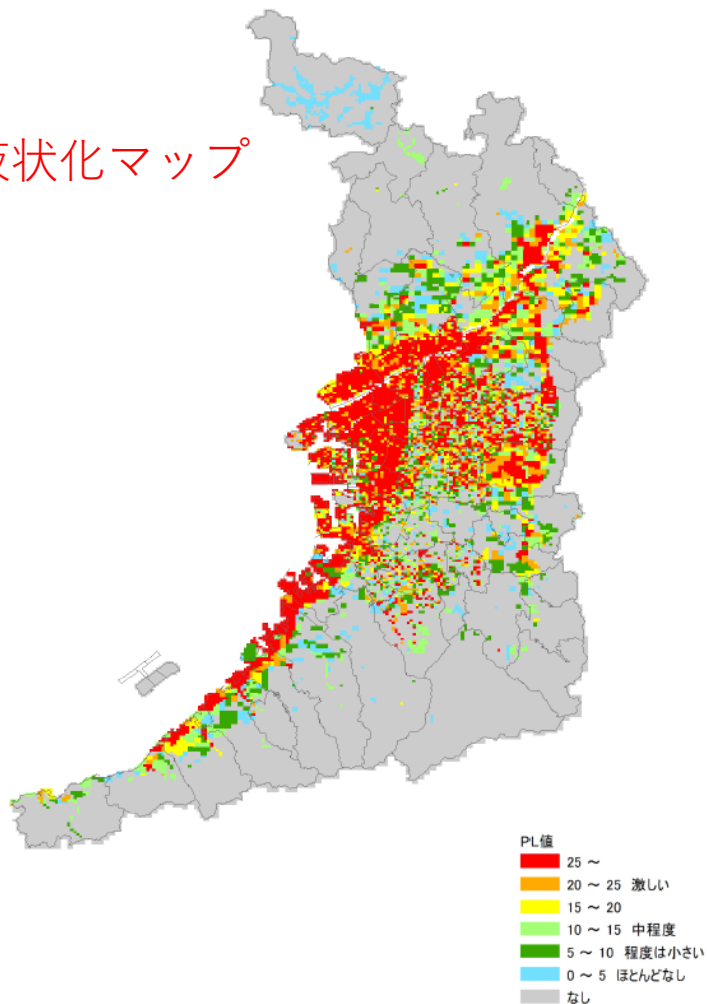 液状化マップ
PL値
25 ～
20 ～ 25 激しい
15 ～ 20
10 ～ 15 中程度
5 ～ 10 程度は小さい
0 ～ 5 ほとんどなし
なし